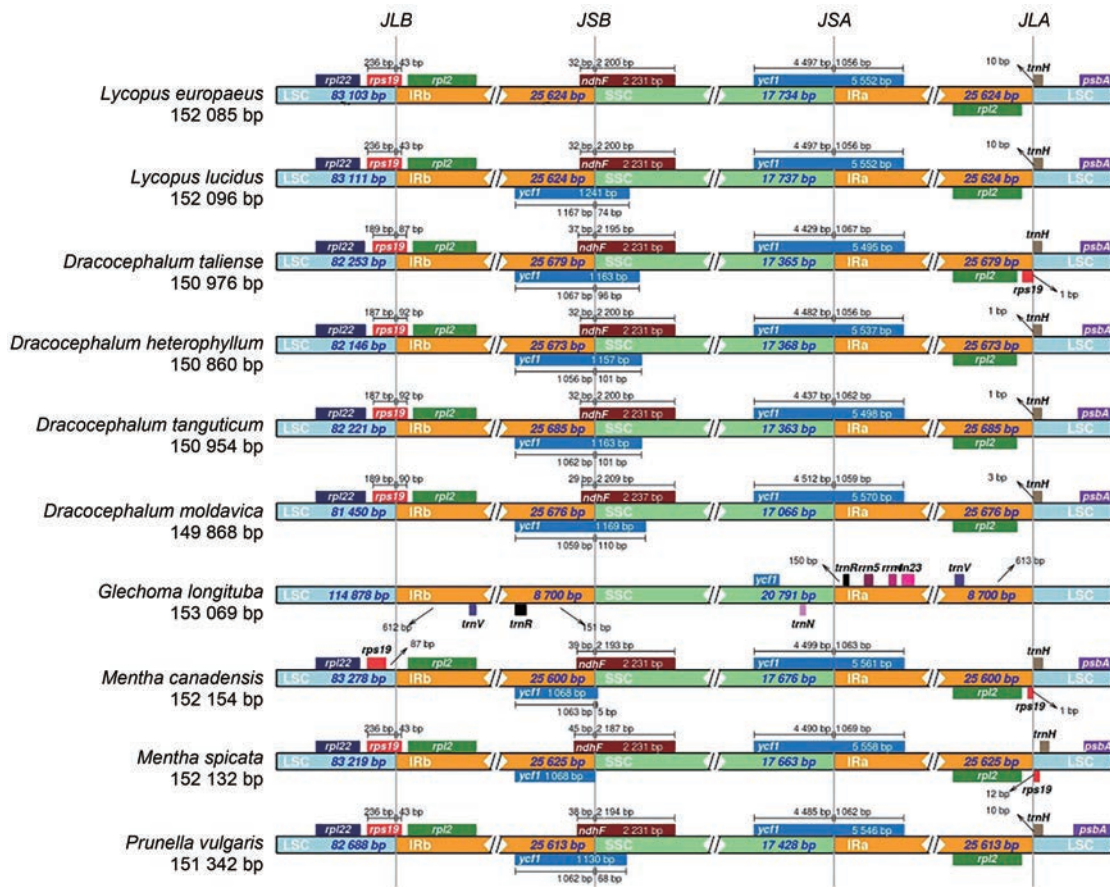 JLB JSB JSA JLA
236 bp 43 bp 32 bp 2 200 bp 4 497 bp 1056 bp 10 bp trnH
rpl22 rps19 rpl2 ndhF 2 231 bp ycf1 5 552 bp psbA
Lycopus europaeus LSC 83 103 bp IRb 25 624 bp SSC 17 734 bp IRa 25 624 bp LSC
152 085 bp rpl2
236 bp 43 bp 32 bp 2 200 bp 4 497 bp 1056 bp 10 bp trnH
rpl22 rps19 rpl2 ndhF 2 231 bp ycf1 5 552 bp psbA
Lycopus lucidus LSC 83 111 bp IRb 25 624 bp SSC 17 737 bp IRa 25 624 bp LSC
152 096 bp ycf1 1 241 bp rpl2
1 167 bp 74 bp
189 bp 87 bp 37 bp 2 195 bp 4 429 bp 1 067 bp trnH
rpl22 rps19 rpl2 ndhF 2 231 bp ycf1 5 495 bp psbA
Dracocephalum taliense LSC 82 253 bp IRb 25 679 bp SSC 17 365 bp IRa 25 679 bp LSC
150 976 bp ycf1 1 163 bp rpl2 rps19 1 bp
1 067 bp 96 bp
187 bp 92 bp 32 bp 2 200 bp 4 482 bp 1 056 bp 1 bp trnH
rpl22 rps19 rpl2 ndhF 2 231 bp ycf1 5 537 bp psbA
Dracocephalum heterophyllum LSC 82 146 bp IRb 25 673 bp SSC 17 368 bp IRa 25 673 bp LSC
150 860 bp ycf1 1 157 bp rpl2
1 056 bp 101 bp
187 bp 92 bp 32 bp 2 200 bp 4 437 bp 1 062 bp 1 bp trnH
rpl22 rps19 rpl2 ndhF 2 231 bp ycf1 5 498 bp psbA
Dracocephalum tanguticum LSC 82 221 bp IRb 25 685 bp SSC 17 363 bp IRa 25 685 bp LSC
150 954 bp ycf1 1 163 bp rpl2
1 062 bp 101 bp
189 bp 90 bp 29 bp 2 209 bp 4 512 bp 1 059 bp 3 bp trnH
rpl22 rps19 rpl2 ndhF 2 237 bp ycf1 5 570 bp psbA
Dracocephalum moldavica LSC 81 450 bp IRb 25 676 bp SSC 17 066 bp IRa 25 676 bp LSC
149 868 bp ycf1 1 169 bp rpl2
1 059 bp 110 bp
150 bp trnR rrn5 trnV 613 bp
ycf1
Glechoma longituba LSC 114 878 bp IRb 8 700 bp SSC 20 791 bp IRa 8 700 bp LSC
153 069 bp trnV trnR trnN
612 bp 151 bp
rps19 87 bp 39 bp 2 193 bp 4 499 bp 1 063 bp trnH
rpl22 rpl2 ndhF 2 231 bp ycf1 5 561 bp psbA
Mentha canadensis LSC 83 278 bp IRb 25 600 bp SSC 17 676 bp IRa 25 600 bp LSC
152 154 bp ycf1 1 068 bp rpl2 rps19 1 bp
1 063 bp 5 bp
236 bp 43 bp 45 bp 2 187 bp 4 490 bp 1 069 bp trnH
rpl22 rps19 rpl2 ndhF 2 231 bp ycf1 5 558 bp psbA
Mentha spicata LSC 83 219 bp IRb 25 625 bp SSC 17 663 bp IRa 25 625 bp LSC
152 132 bp ycf1 1 068 bp rpl2 12 bp rps19
236 bp 43 bp 38 bp 2 194 bp 4 485 bp 1 062 bp 10 bp trnH
rpl22 rps19 rpl2 ndhF 2 231 bp ycf1 5 546 bp psbA
Prunella vulgaris LSC 82 688 bp IRb 25 613 bp SSC 17 428 bp IRa 25 613 bp LSC
151 342 bp ycf1 1 130 bp rpl2
1 062 bp 68 bp